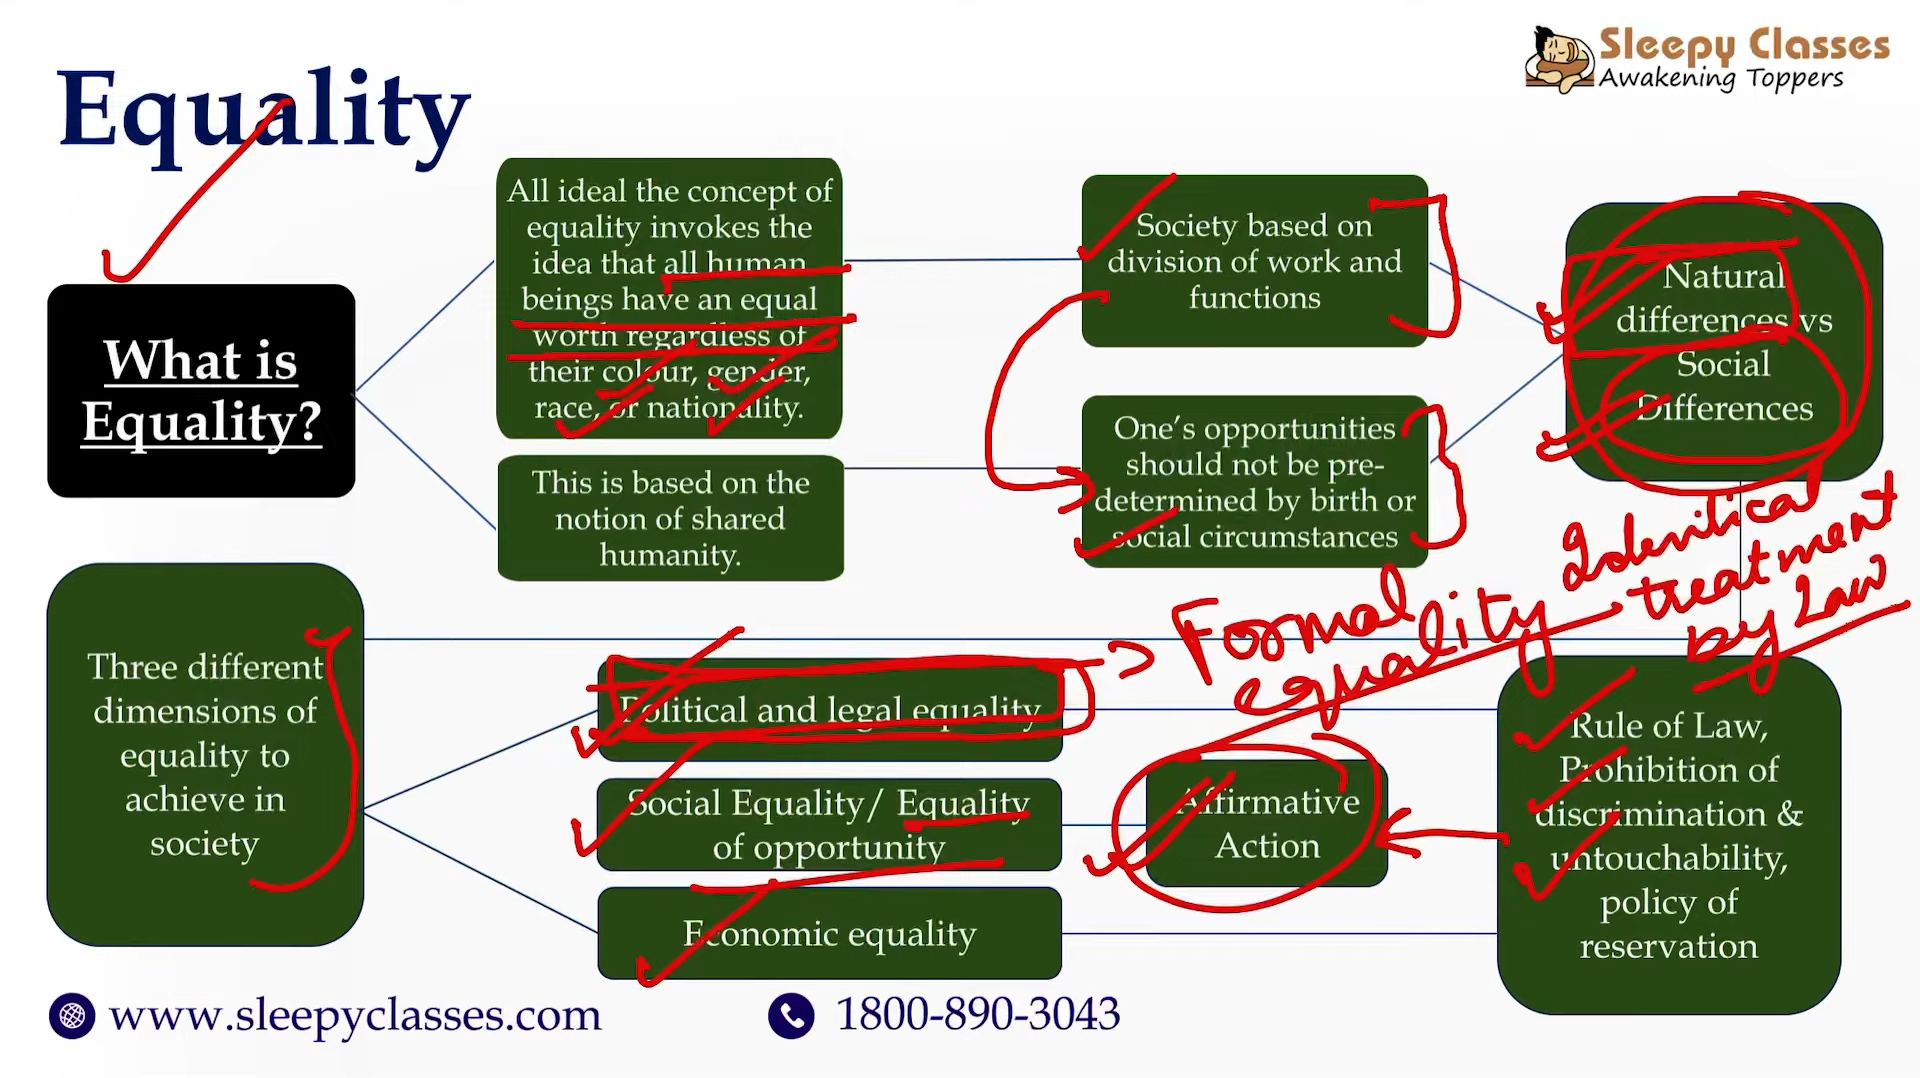 Sleepy Classes
Awakening Toppers
Equality
What is
Equality?
All ideal the concept of
equality invokes the
idea that all human
beings have an equal
worth regardless of
their colour, gender,
race, or nationality.
This is based on the
notion of shared
humanity.
Society based on
division of work and
functions
One's opportunities
should not be pre-
determined by birth or
social circumstances
Natural
differences vs
Social
Differences
Identical
treatment
by Law
Formal
equality
Three different
dimensions of
equality to
achieve in
society
Political and legal equality
Social Equality/ Equality
of opportunity
Economic equality
Affirmative
Action
Rule of Law,
Prohibition of
discrimination &
untouchability,
policy of
reservation
www.sleepyclasses.com
1800-890-3043